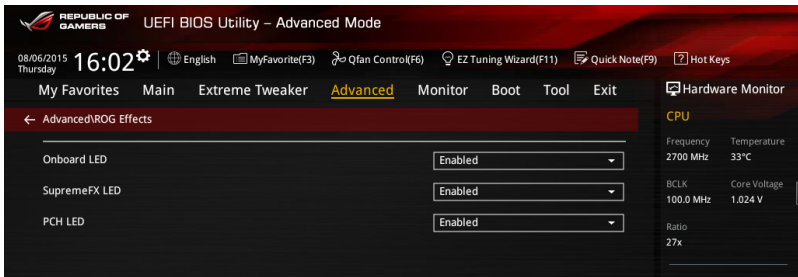 REPUBLIC OF
GAMERS
UEFI BIOS Utility – Advanced Mode
08/06/2015
Thursday
16:02
English
MyFavorite(F3)
Qfan Control(F6)
EZ Tuning Wizard(F11)
Quick Note(F9)
? Hot Keys
My Favorites Main Extreme Tweaker Advanced Monitor Boot Tool Exit
Hardware Monitor
← Advanced\ROG Effects
CPU
Frequency Temperature
2700 MHz 33°C
Onboard LED Enabled
SupremeFX LED Enabled
BCLK Core Voltage
100.0 MHz 1.024 V
PCH LED Enabled
Ratio
27x